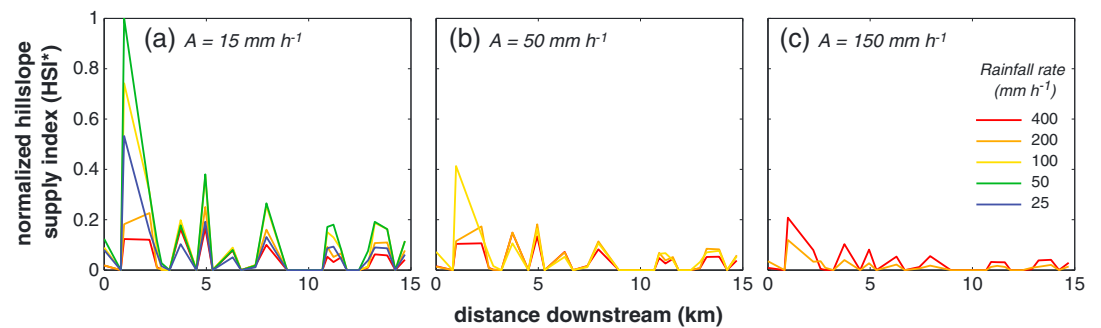 normalized hillslope
supply index (HSI*)
1
0.8
0.6
0.4
0.2
0
(a) A = 15 mm h-1
(b) A = 50 mm h-1
(c) A = 150 mm h-1
Rainfall rate
(mm h-1)
400
200
100
50
25
0 5 10 15
0 5 10 15
0 5 10 15
distance downstream (km)